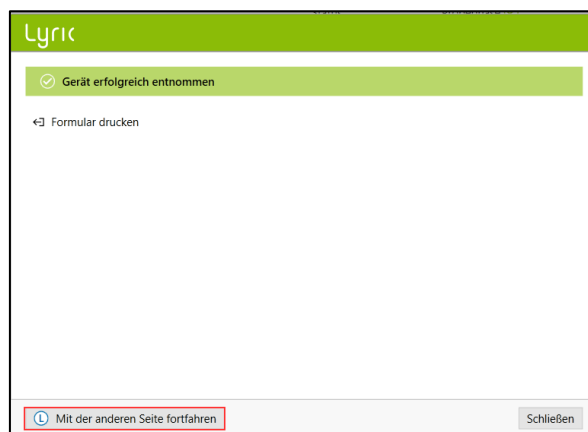 Lyric
Gerät erfolgreich entnommen
Formular drucken
L Mit der anderen Seite fortfahren
Schließen